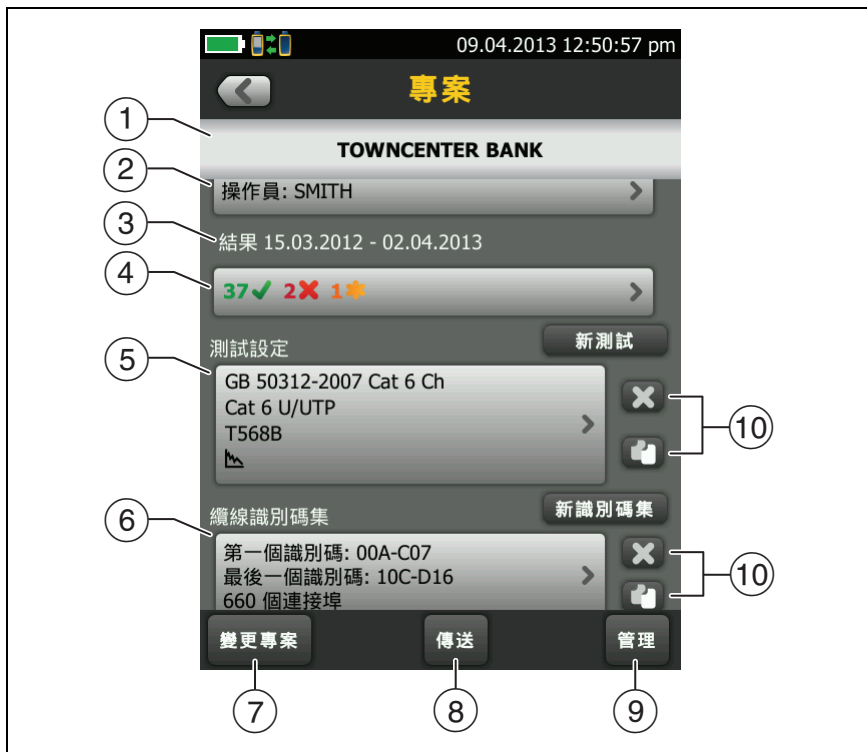 09.04.2013 12:50:57 pm
專案
① TOWNCENTER BANK
② 操作員: SMITH
③ 結果 15.03.2012 - 02.04.2013
④ 37 2 1
新測試
測試設定
⑤ GB 50312-2007 Cat 6 Ch
Cat 6 U/UTP
T568B
⑩
新識別碼集
⑥ 纜線識別碼集
第一個識別碼: 00A-C07
最後一個識別碼: 10C-D16
660 個連接埠
⑩
變更專案 傳送 管理
⑦ ⑧ ⑨